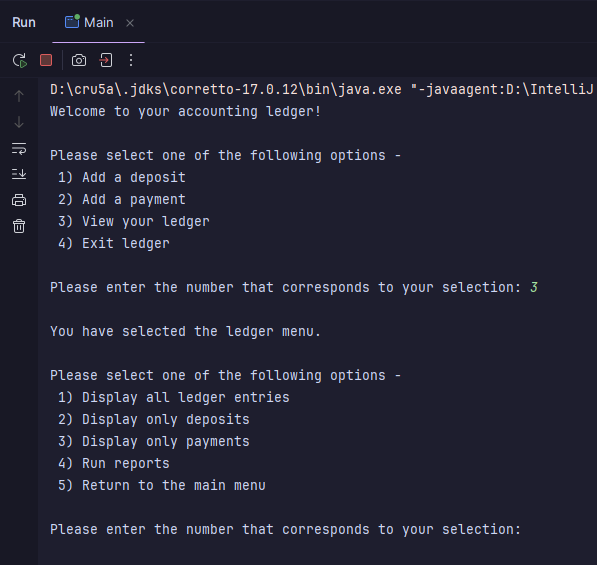 Run Main
D:\cru5a\.jdks\corretto-17.0.12\bin\java.exe "-javaagent:D:\IntelliJ
Welcome to your accounting ledger!
Please select one of the following options -
1) Add a deposit
2) Add a payment
3) View your ledger
4) Exit ledger
Please enter the number that corresponds to your selection: 3
You have selected the ledger menu.
Please select one of the following options -
1) Display all ledger entries
2) Display only deposits
3) Display only payments
4) Run reports
5) Return to the main menu
Please enter the number that corresponds to your selection: